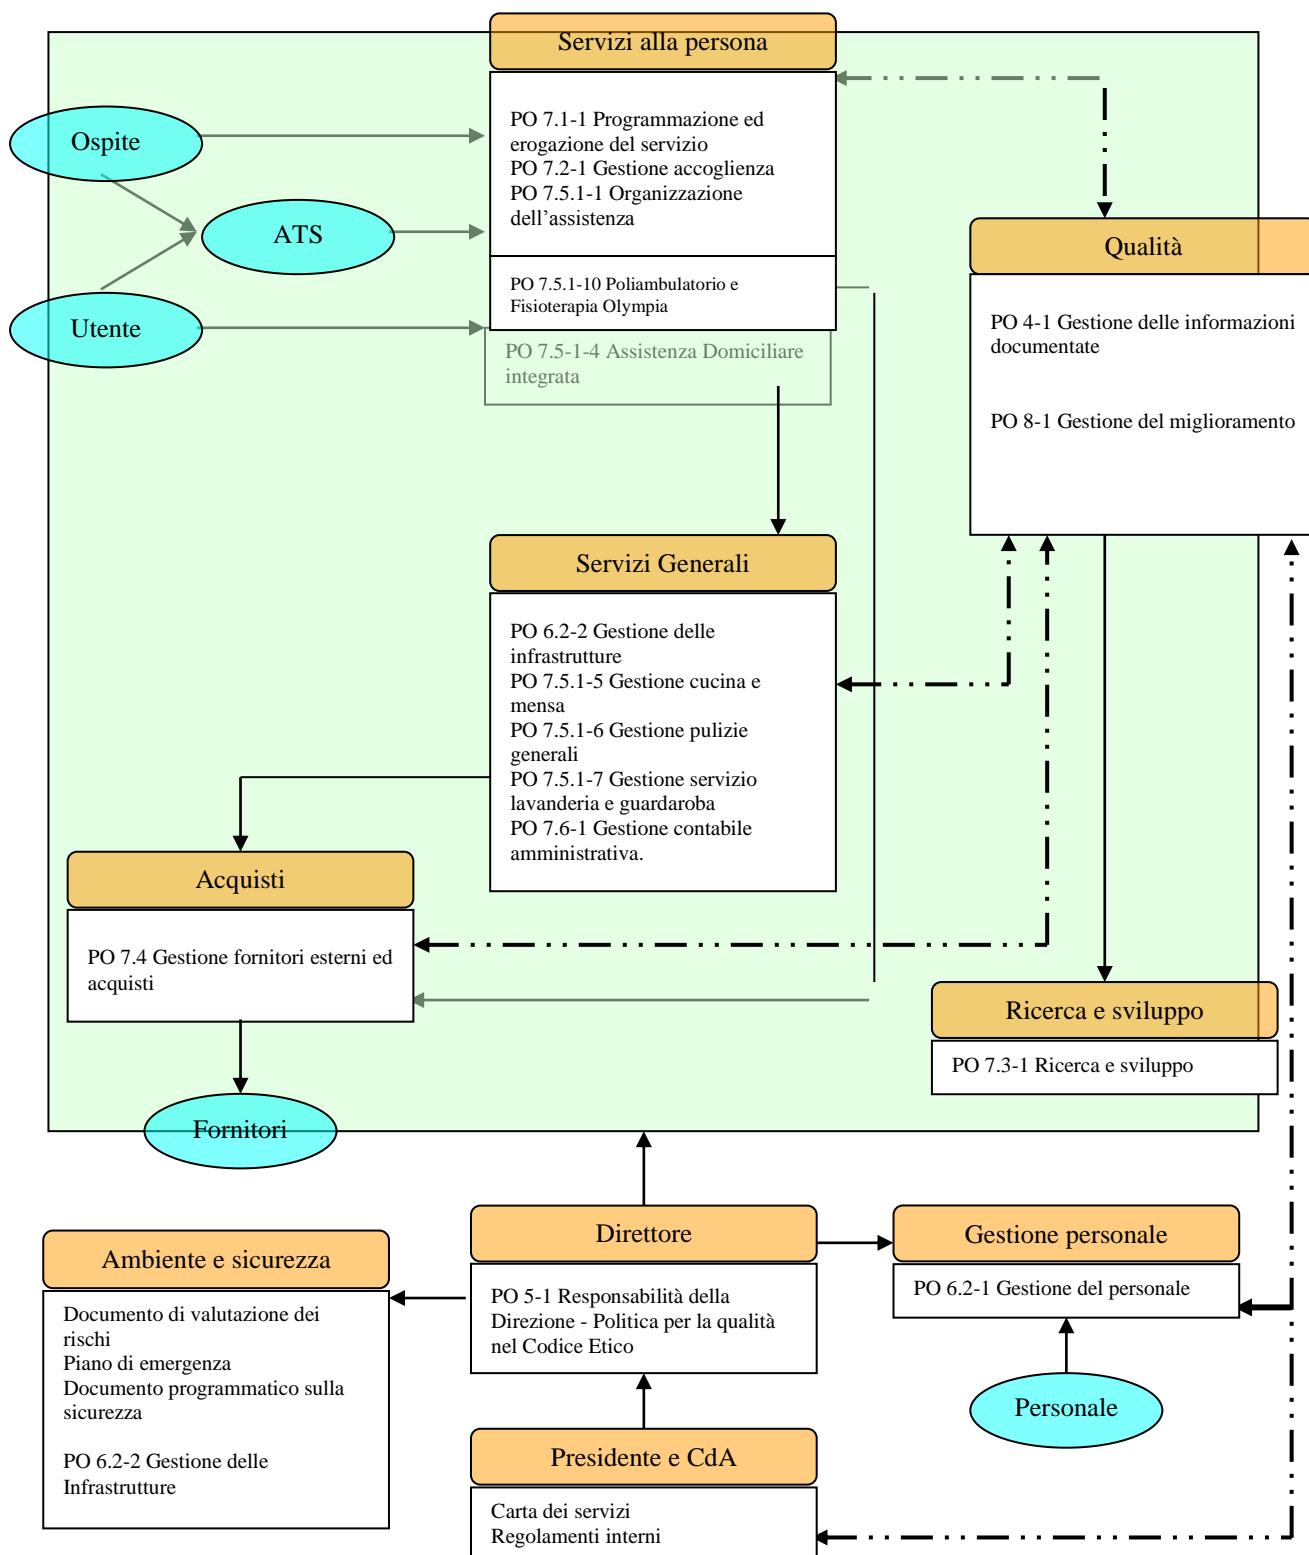 Servizi alla persona
PO 7.1-1 Programmazione ed
erogazione del servizio
PO 7.2-1 Gestione accoglienza
PO 7.5.1-1 Organizzazione
dell’assistenza
Ospite
ATS
Utente
PO 7.5.1-10 Poliambulatorio e
Fisioterapia Olympia
PO 7.5-1-4 Assistenza Domiciliare
integrata
Qualità
PO 4-1 Gestione delle informazioni
documentate
PO 8-1 Gestione del miglioramento
Servizi Generali
PO 6.2-2 Gestione delle
infrastrutture
PO 7.5.1-5 Gestione cucina e
mensa
PO 7.5.1-6 Gestione pulizie
generali
PO 7.5.1-7 Gestione servizio
lavanderia e guardaroba
PO 7.6-1 Gestione contabile
amministrativa.
Acquisti
PO 7.4 Gestione fornitori esterni ed
acquisti
Ricerca e sviluppo
PO 7.3-1 Ricerca e sviluppo
Fornitori
Direttore
PO 5-1 Responsabilità della
Direzione - Politica per la qualità
nel Codice Etico
Gestione personale
PO 6.2-1 Gestione del personale
Ambiente e sicurezza
Documento di valutazione dei
rischi
Piano di emergenza
Documento programmatico sulla
sicurezza
PO 6.2-2 Gestione delle
Infrastrutture
Personale
Presidente e CdA
Carta dei servizi
Regolamenti interni